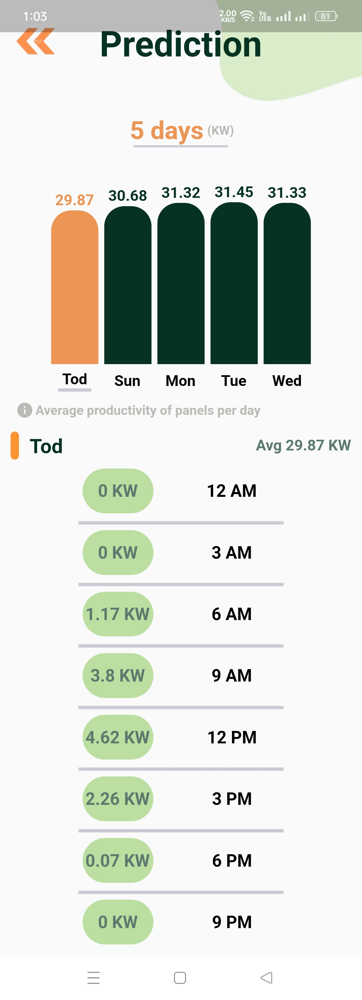 1:03
2.00
KB/S
Vo
LTE D
81
Prediction
5 days (KW)
29.87 30.68 31.32 31.45 31.33
Tod Sun Mon Tue Wed
Average productivity of panels per day
Tod Avg 29.87 KW
0 KW 12 AM
0 KW 3 AM
1.17 KW 6 AM
3.8 KW 9 AM
4.62 KW 12 PM
2.26 KW 3 PM
0.07 KW 6 PM
0 KW 9 PM